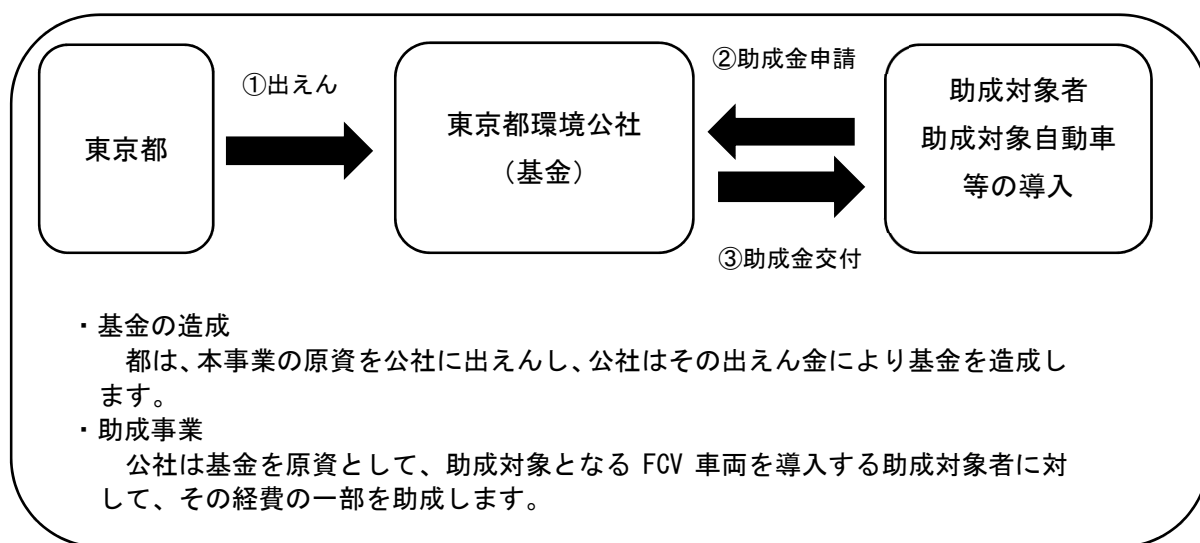 東京都
①出えん
東京都環境公社
（基金）
②助成金申請
③助成金交付
助成対象者
助成対象自動車
等の導入
・基金の造成
都は、本事業の原資を公社に出えんし、公社はその出えん金により基金を造成し
ます。
・助成事業
公社は基金を原資として、助成対象となる FCV 車両を導入する助成対象者に対
して、その経費の一部を助成します。